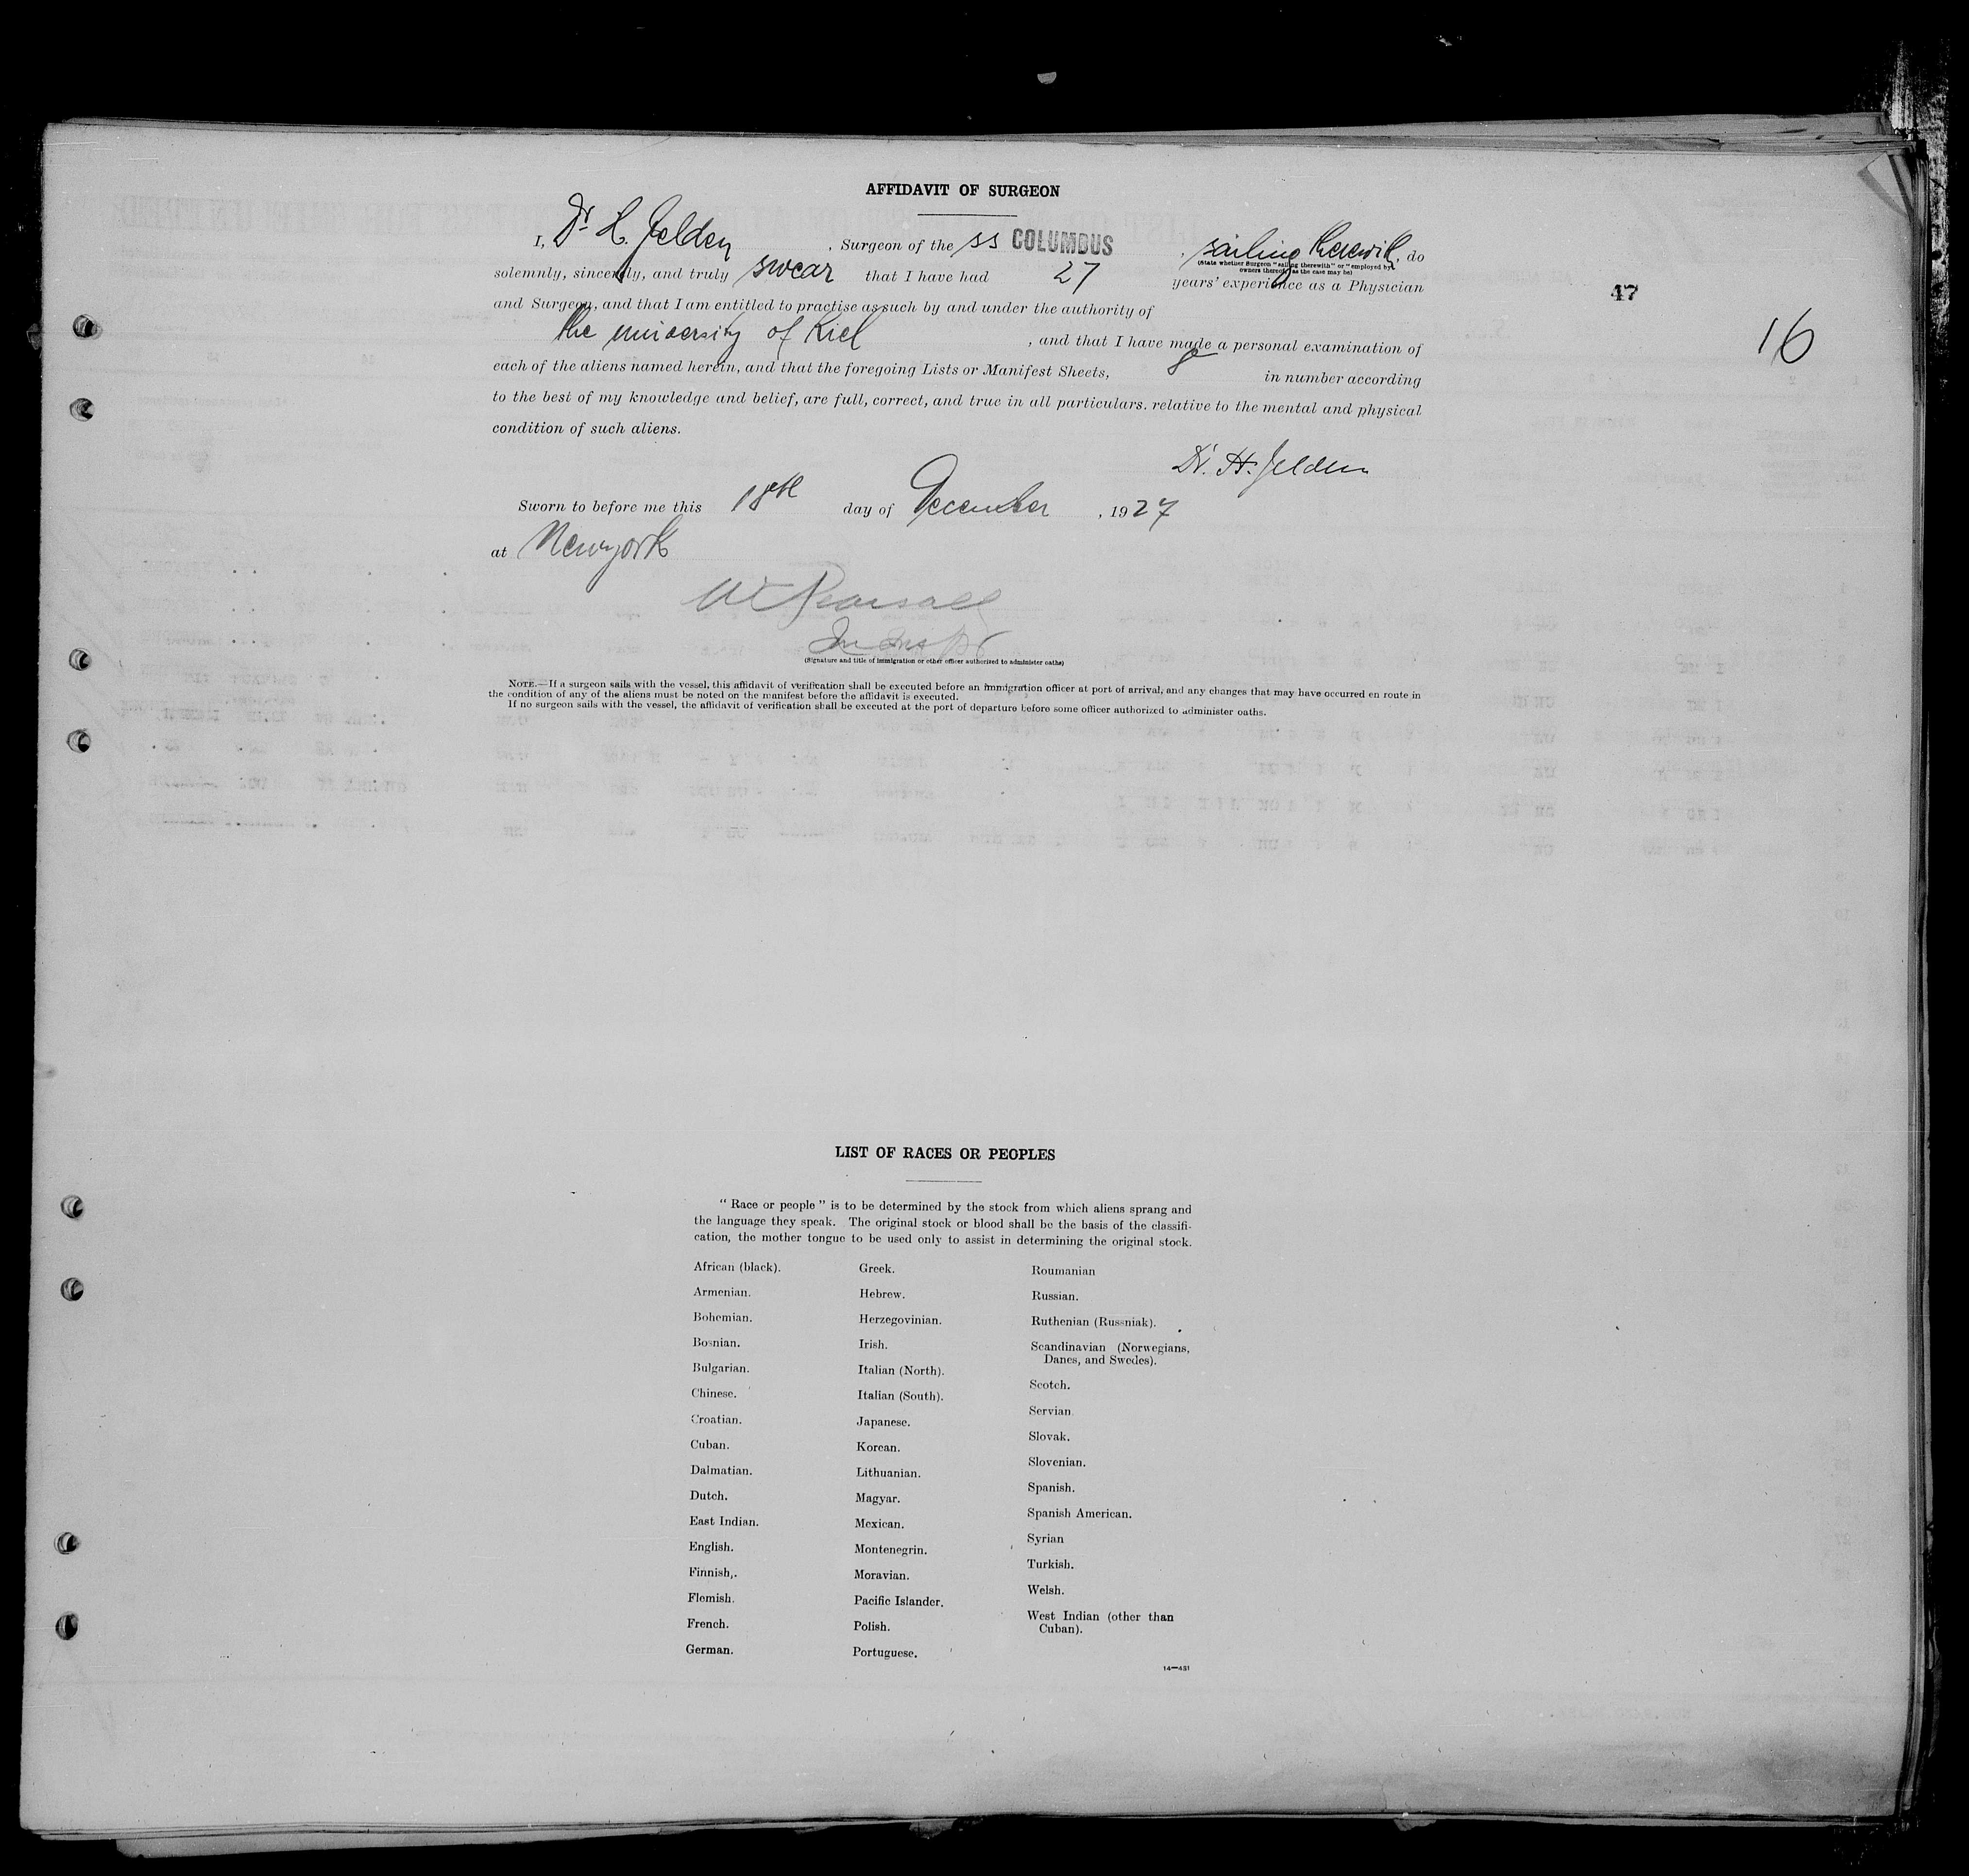 AFFIDAVIT OF SURGEON
I, Dr H. Jelden, Surgeon of the SS COLUMBUS, sailing therewith, do
(State whether Surgeon "sailing therewith" or "employed by owners thereof, as the case may be)
solemnly, sincerely, and truly swear that I have had 27 years' experience as a Physician
47
and Surgeon, and that I am entitled to practise as such by and under the authority of
the university of Kiel, and that I have made a personal examination of
16
each of the aliens named herein, and that the foregoing Lists or Manifest Sheets, 8 in number according
to the best of my knowledge and belief, are full, correct, and true in all particulars. relative to the mental and physical
condition of such aliens.
Dr. H. Jelden
Sworn to before me this 18th day of December, 1927
at Newyork
(Signature and title of immigration or other officer authorized to administer oaths)
NOTE.—If a surgeon sails with the vessel, this affidavit of verification shall be executed before an immigration officer at port of arrival, and any changes that may have occurred en route in
the condition of any of the aliens must be noted on the manifest before the affidavit is executed.
If no surgeon sails with the vessel, the affidavit of verification shall be executed at the port of departure before some officer authorized to administer oaths.
LIST OF RACES OR PEOPLES
"Race or people" is to be determined by the stock from which aliens sprang and
the language they speak. The original stock or blood shall be the basis of the classifi-
cation, the mother tongue to be used only to assist in determining the original stock.
African (black).
Armenian.
Bohemian.
Bosnian.
Bulgarian.
Chinese.
Croatian.
Cuban.
Dalmatian.
Dutch.
East Indian.
English.
Finnish,.
Flemish.
French.
German.
Greek.
Hebrew.
Herzegovinian.
Irish.
Italian (North).
Italian (South).
Japanese.
Korean.
Lithuanian.
Magyar.
Mexican.
Montenegrin.
Moravian.
Pacific Islander.
Polish.
Portuguese.
Roumanian
Russian.
Ruthenian (Russniak).
Scandinavian (Norwegians,
Danes, and Swedes).
Scotch.
Servian
Slovak.
Slovenian.
Spanish.
Spanish American.
Syrian
Turkish.
Welsh.
West Indian (other than
Cuban).
14—451